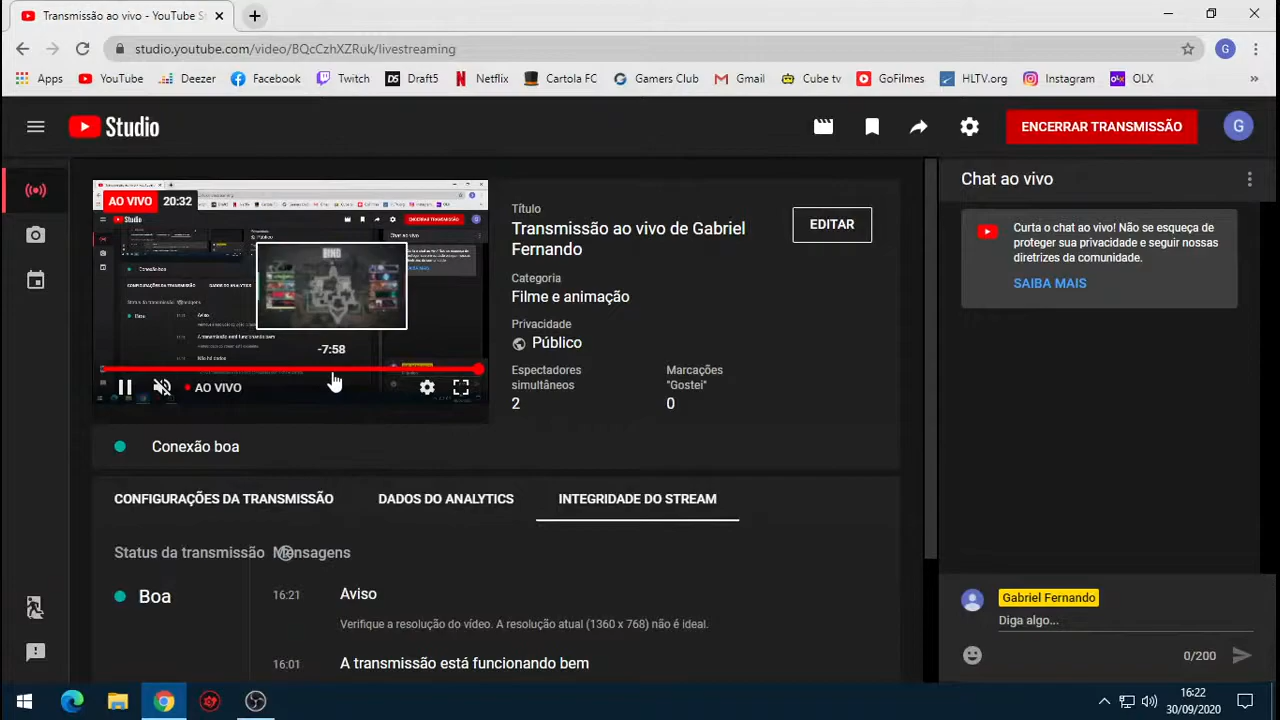 Transmissão ao vivo - YouTube S
studio.youtube.com/video/BQcCzhXZRuk/livestreaming
G
Apps
YouTube
Deezer
Facebook
Twitch
Draft5
Netflix
Cartola FC
Gamers Club
Gmail
Cube tv
GoFilmes
HLTV.org
Instagram
OLX
»
Studio
ENCERRAR TRANSMISSÃO
G
AO VIVO 20:32
BIND
-7:58
AO VIVO
Título
Transmissão ao vivo de Gabriel
Fernando
EDITAR
Categoria
Filme e animação
Privacidade
Público
Espectadores
simultâneos
2
Marcações
"Gostei"
0
Conexão boa
CONFIGURAÇÕES DA TRANSMISSÃO
DADOS DO ANALYTICS
INTEGRIDADE DO STREAM
Status da transmissão
Mensagens
Boa
16:21 Aviso
Verifique a resolução do vídeo. A resolução atual (1360 x 768) não é ideal.
16:01 A transmissão está funcionando bem
Chat ao vivo
Curta o chat ao vivo! Não se esqueça de
proteger sua privacidade e seguir nossas
diretrizes da comunidade.
SAIBA MAIS
Gabriel Fernando
Diga algo...
0/200
16:22
30/09/2020